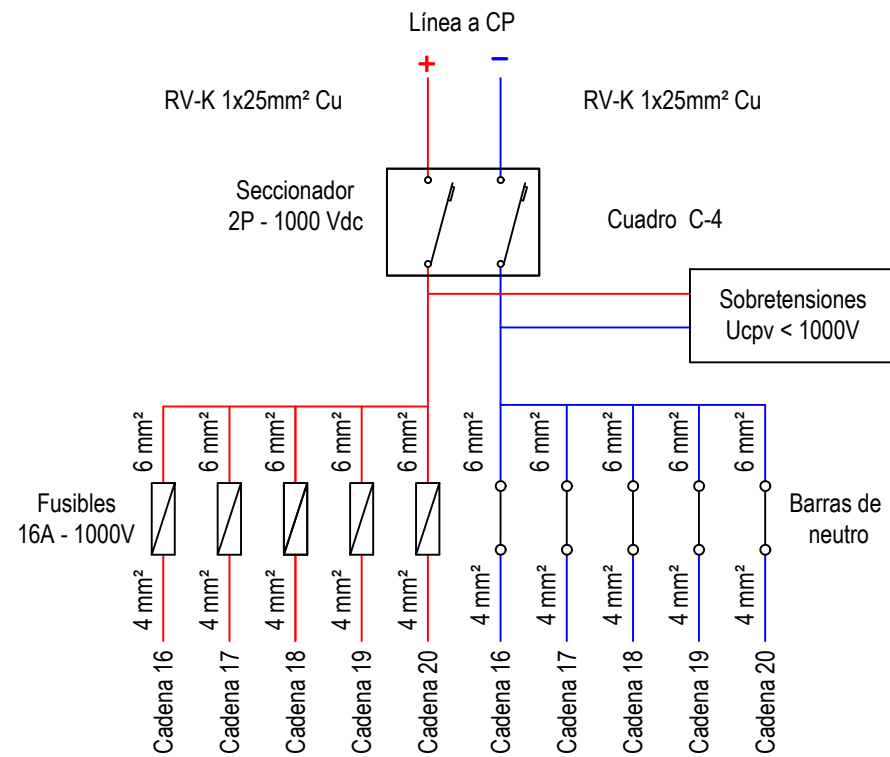 Línea a CP
+
−
RV-K 1x25mm² Cu
RV-K 1x25mm² Cu
Seccionador
2P - 1000 Vdc
Cuadro C-4
Sobretensiones
Ucpv < 1000V
6 mm²
6 mm²
6 mm²
6 mm²
6 mm²
6 mm²
6 mm²
6 mm²
6 mm²
6 mm²
Fusibles
16A - 1000V
Barras de
neutro
4 mm²
4 mm²
4 mm²
4 mm²
4 mm²
4 mm²
4 mm²
4 mm²
4 mm²
4 mm²
Cadena 16
Cadena 17
Cadena 18
Cadena 19
Cadena 20
Cadena 16
Cadena 17
Cadena 18
Cadena 19
Cadena 20